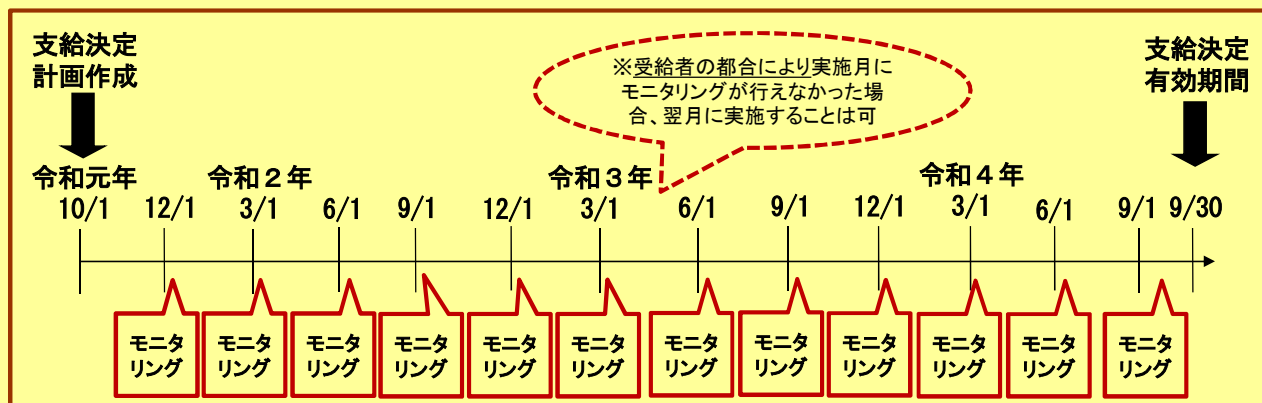 支給決定
計画作成
※受給者の都合により実施月に
モニタリングが行えなかった場
合、翌月に実施することは可
支給決定
有効期間
令和元年 令和２年 令和３年 令和４年
10/1 12/1 3/1 6/1 9/1 12/1 3/1 6/1 9/1 12/1 3/1 6/1 9/1 9/30
モニタ
リング
モニタ
リング
モニタ
リング
モニタ
リング
モニタ
リング
モニタ
リング
モニタ
リング
モニタ
リング
モニタ
リング
モニタ
リング
モニタ
リング
モニタ
リング